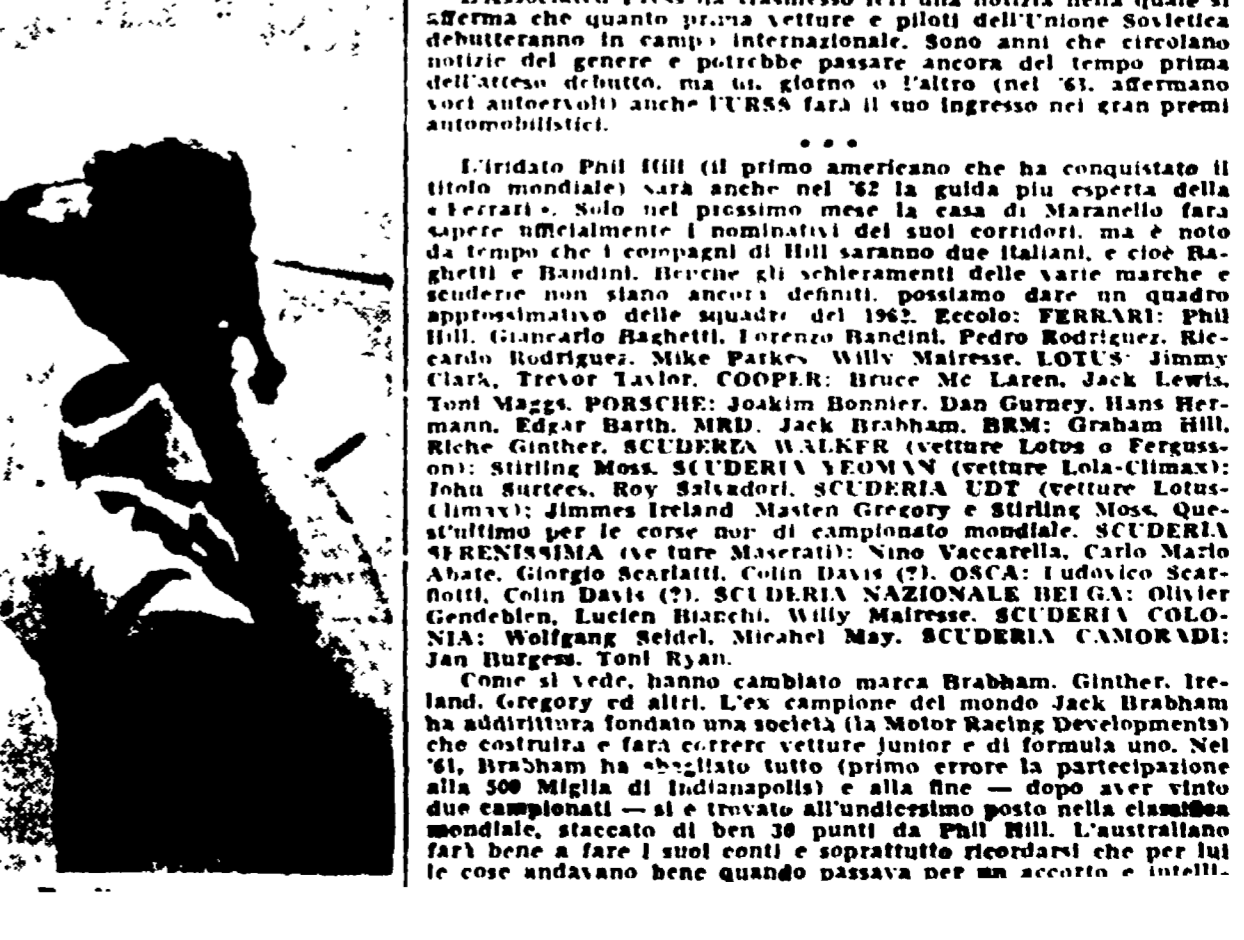 L'Associated Press ha trasmesso ieri una notizia nella quale si
afferma che quanto prima vetture e piloti dell'Unione Sovietica
debutteranno in campo internazionale. Sono anni che circolano
notizie del genere e potrebbe passare ancora del tempo prima
dell'atteso debutto, ma un giorno o l'altro (nel '63, affermano
voci autorevoli) anche l'URSS farà il suo ingresso nei gran premi
automobilistici.
• • •
L'iridato Phil Hill (il primo americano che ha conquistato il
titolo mondiale) sarà anche nel '62 la guida più esperta della
« Ferrari ». Solo nel prossimo mese la casa di Maranello farà
sapere ufficialmente i nominativi dei suoi corridori, ma è noto
da tempo che i compagni di Hill saranno due italiani, e cioè Ba-
ghetti e Bandini. Benchè gli schieramenti delle varie marche e
scuderie non siano ancora definiti, possiamo dare un quadro
approssimativo delle squadre del 1962. Eccolo: FERRARI: Phil
Hill, Giancarlo Baghetti, Lorenzo Bandini, Pedro Rodriguez, Ric-
cardo Rodriguez, Mike Parkes, Willy Mairesse. LOTUS: Jimmy
Clark, Trevor Taylor. COOPER: Bruce Mc Laren, Jack Lewis,
Toni Maggs. PORSCHE: Joakim Bonnier, Dan Gurney, Hans Her-
mann, Edgar Barth. MRD. Jack Brabham. BRM: Graham Hill,
Riche Ginther. SCUDERIA WALKER (vetture Lotus o Ferguss-
on): Stirling Moss. SCUDERIA YEOMAN (vetture Lola-Climax):
John Surtees, Roy Salvadori. SCUDERIA UDT (vetture Lotus-
Climax): Jimmes Ireland Masten Gregory e Stirling Moss. Que-
st'ultimo per le corse non di campionato mondiale. SCUDERIA
SERENISSIMA (vetture Maserati): Nino Vaccarella, Carlo Mario
Abate, Giorgio Scarlatti, Colin Davis (?). OSCA: Ludovico Scar-
fiotti, Colin Davis (?). SCUDERIA NAZIONALE BELGA: Olivier
Gendebien, Lucien Bianchi, Willy Mairesse. SCUDERIA COLO-
NIA: Wolfgang Seidel, Micahel May. SCUDERIA CAMORADI:
Jan Burgess, Toni Ryan.
Come si vede, hanno cambiato marca Brabham, Ginther, Ire-
land, Gregory ed altri. L'ex campione del mondo Jack Brabham
ha addirittura fondato una società (la Motor Racing Developments)
che costruirà e farà correre vetture junior e di formula uno. Nel
'61, Brabham ha sbagliato tutto (primo errore la partecipazione
alla 500 Miglia di Indianapolis) e alla fine — dopo aver vinto
due campionati — si è trovato all'undicesimo posto nella classifica
mondiale, staccato di ben 30 punti da Phil Hill. L'australiano
farà bene a fare i suoi conti e soprattutto ricordarsi che per lui
le cose andavano bene quando passava per un accorto e intelli-